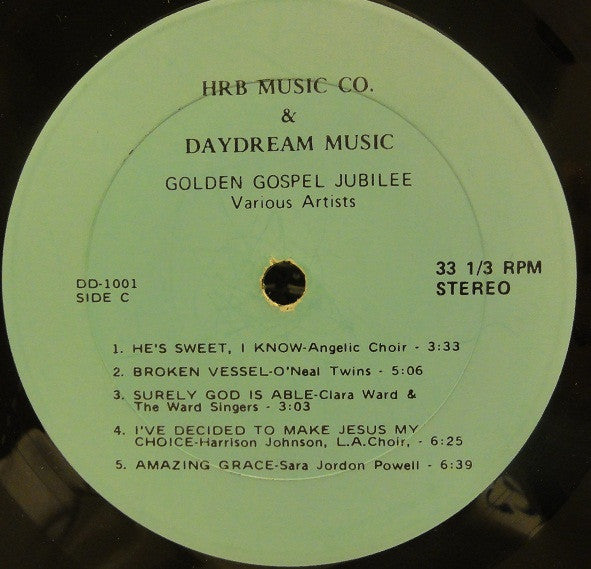 HRB MUSIC CO.
&
DAYDREAM MUSIC
GOLDEN GOSPEL JUBILEE
Various Artists
DD-1001
SIDE C
33 1/3 RPM
STEREO
1. HE'S SWEET, I KNOW-Angelic Choir - 3:33
2. BROKEN VESSEL-O'Neal Twins - 5:06
3. SURELY GOD IS ABLE-Clara Ward &
The Ward Singers - 3:03
4. I'VE DECIDED TO MAKE JESUS MY
CHOICE-Harrison Johnson, L.A.Choir, - 6:25
5. AMAZING GRACE-Sara Jordon Powell - 6:39